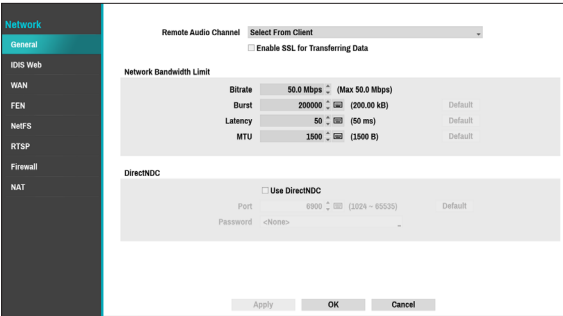 Network
General
IDIS Web
WAN
FEN
NetFS
RTSP
Firewall
NAT
Remote Audio Channel Select From Client
Enable SSL for Transferring Data
Network Bandwidth Limit
Bitrate 50.0 Mbps (Max 50.0 Mbps)
Burst 200000 (200.00 kB) Default
Latency 50 (50 ms) Default
MTU 1500 (1500 B) Default
DirectNDC
Use DirectNDC
Port 6900 (1024 ~ 65535) Default
Password <None>
Apply OK Cancel